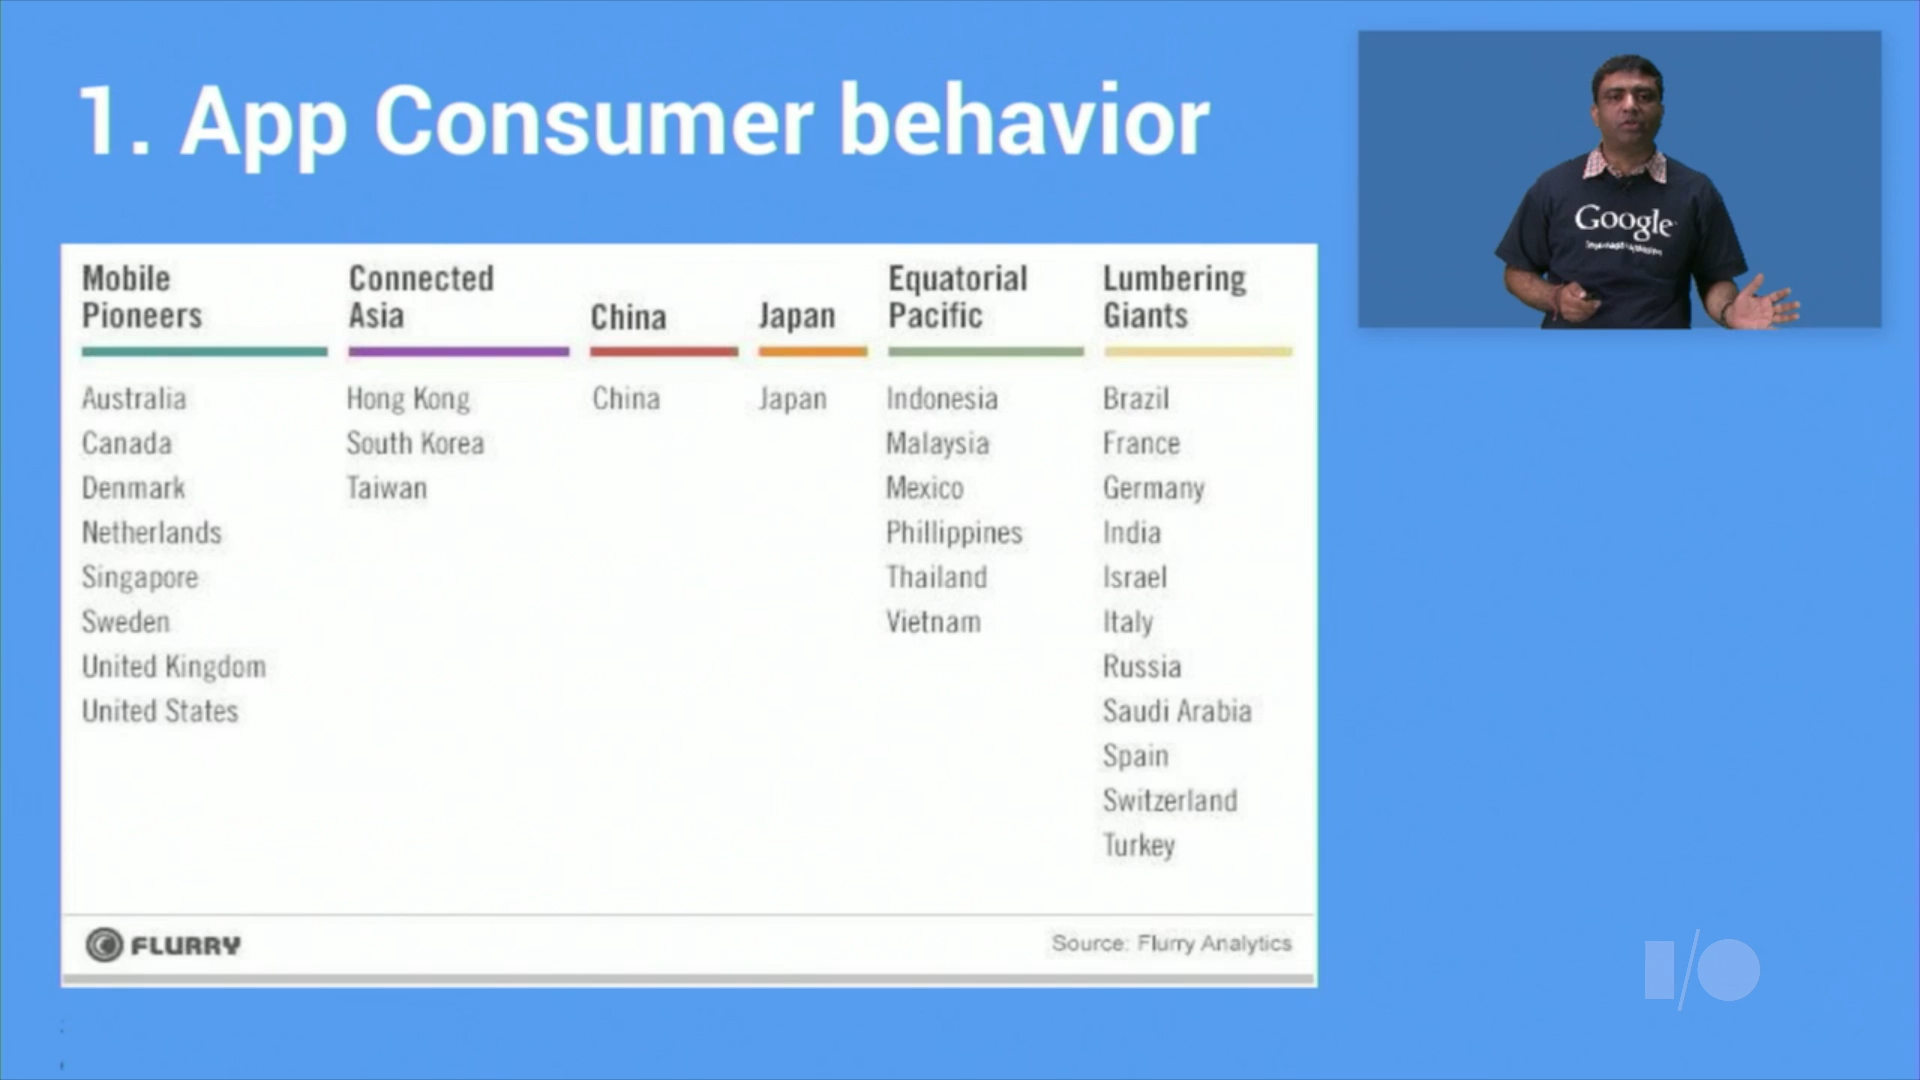 1. App Consumer behavior
Google
Mobile
Pioneers
Connected
Asia
China
Japan
Equatorial
Pacific
Lumbering
Giants
Australia
Canada
Denmark
Netherlands
Singapore
Sweden
United Kingdom
United States
Hong Kong
South Korea
Taiwan
China
Japan
Indonesia
Malaysia
Mexico
Phillippines
Thailand
Vietnam
Brazil
France
Germany
India
Israel
Italy
Russia
Saudi Arabia
Spain
Switzerland
Turkey
FLURRY
Source: Flurry Analytics
I/O